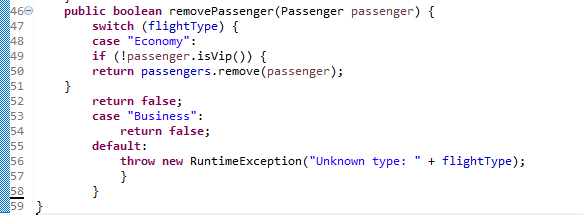 46 public boolean removePassenger(Passenger passenger) {
47 switch (flightType) {
48 case "Economy":
49 if (!passenger.isVip()) {
50 return passengers.remove(passenger);
51 }
52 return false;
53 case "Business":
54 return false;
55 default:
56 throw new RuntimeException("Unknown type: " + flightType);
57 }
58 }
59 }